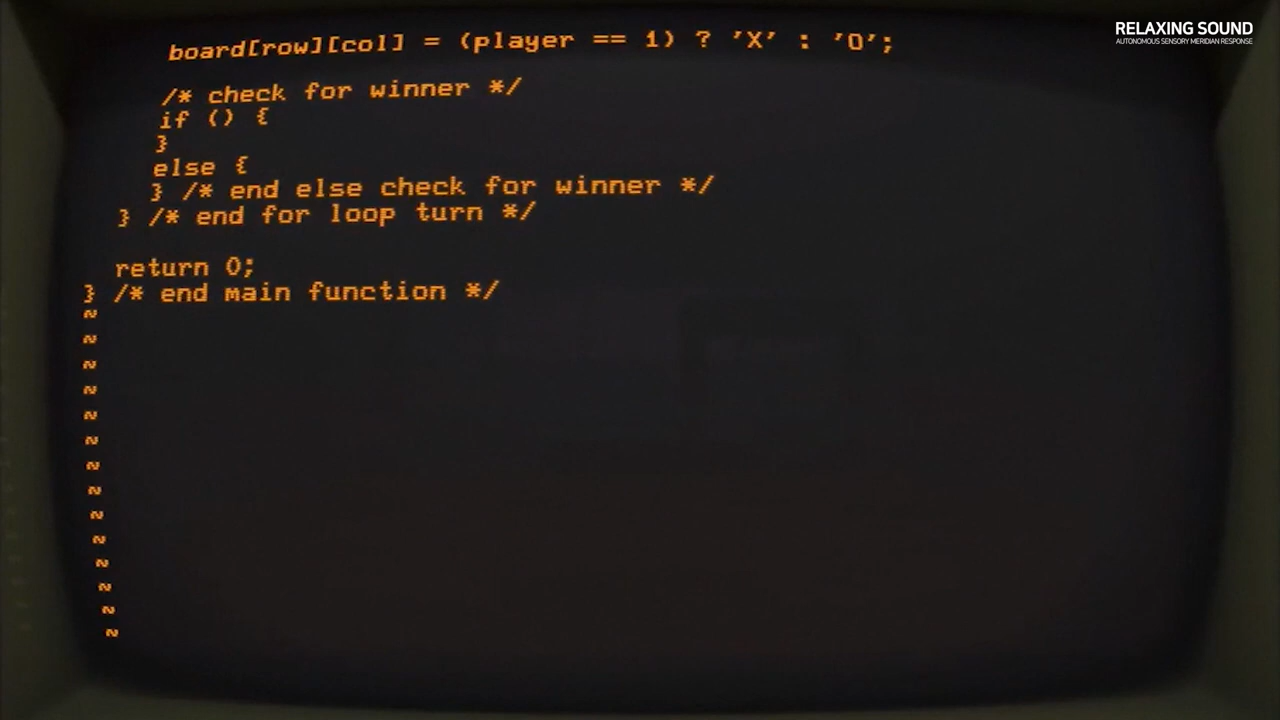 RELAXING SOUND
AUTONOMOUS SENSORY MERIDIAN RESPONSE
board[row][col] = (player == 1) ? 'X' : 'O';
/* check for winner */
if () {
}
else {
} /* end else check for winner */
} /* end for loop turn */
return 0;
} /* end main function */
~
~
~
~
~
~
~
~
~
~
~
~
~
~